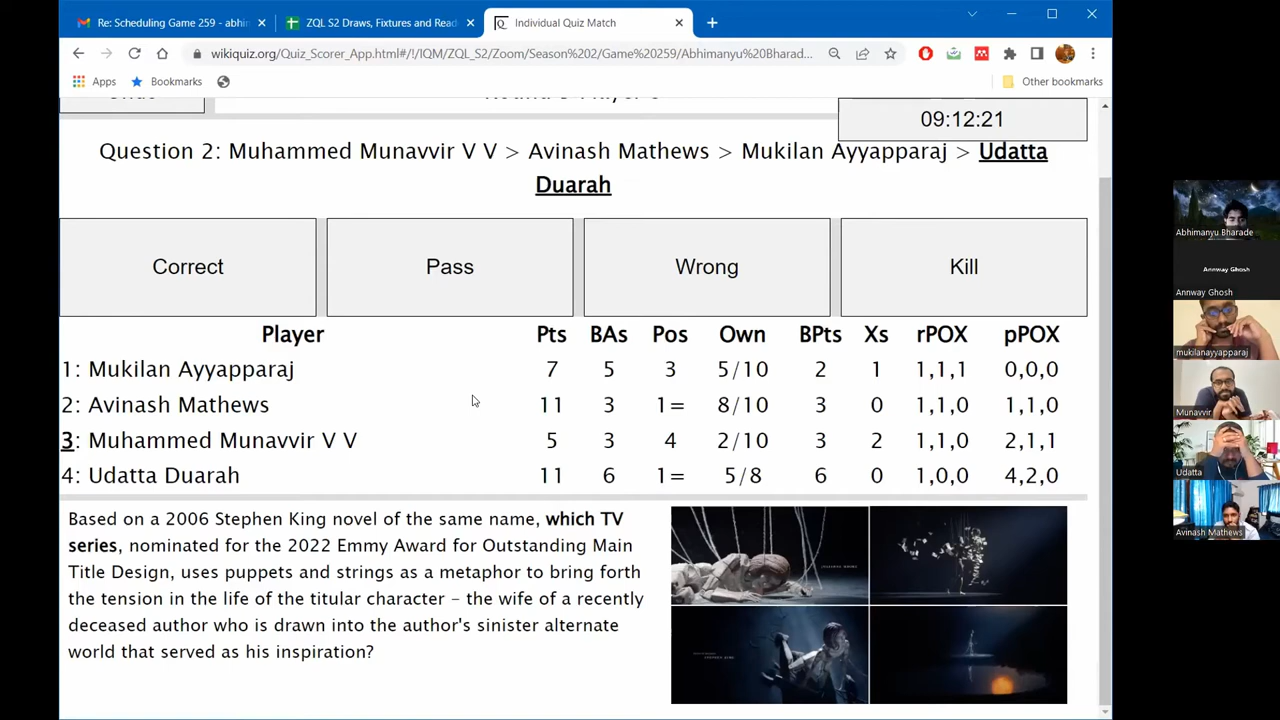 Re: Scheduling Game 259 - abhi
ZQL S2 Draws, Fixtures and Read
Individual Quiz Match
wikiquiz.org/Quiz_Scorer_App.html#/!/IQM/ZQL_S2/Zoom/Season%202/Game%20259/Abhimanyu%20Bharad...
Apps
Bookmarks
Other bookmarks
09:12:21
Question 2: Muhammed Munavvir V V > Avinash Mathews > Mukilan Ayyapparaj > Udatta
Duarah
Correct
Pass
Wrong
Kill
Player Pts BAs Pos Own BPts Xs rPOX pPOX
1: Mukilan Ayyapparaj 7 5 3 5/10 2 1 1,1,1 0,0,0
2: Avinash Mathews 11 3 1= 8/10 3 0 1,1,0 1,1,0
3: Muhammed Munavvir V V 5 3 4 2/10 3 2 1,1,0 2,1,1
4: Udatta Duarah 11 6 1= 5/8 6 0 1,0,0 4,2,0
Based on a 2006 Stephen King novel of the same name, which TV
series, nominated for the 2022 Emmy Award for Outstanding Main
Title Design, uses puppets and strings as a metaphor to bring forth
the tension in the life of the titular character – the wife of a recently
deceased author who is drawn into the author's sinister alternate
world that served as his inspiration?
Abhimanyu Bharade
Annway Ghosh
Annway Ghosh
mukilanayyapparaj
Munavvir
Udatta
Avinash Mathews